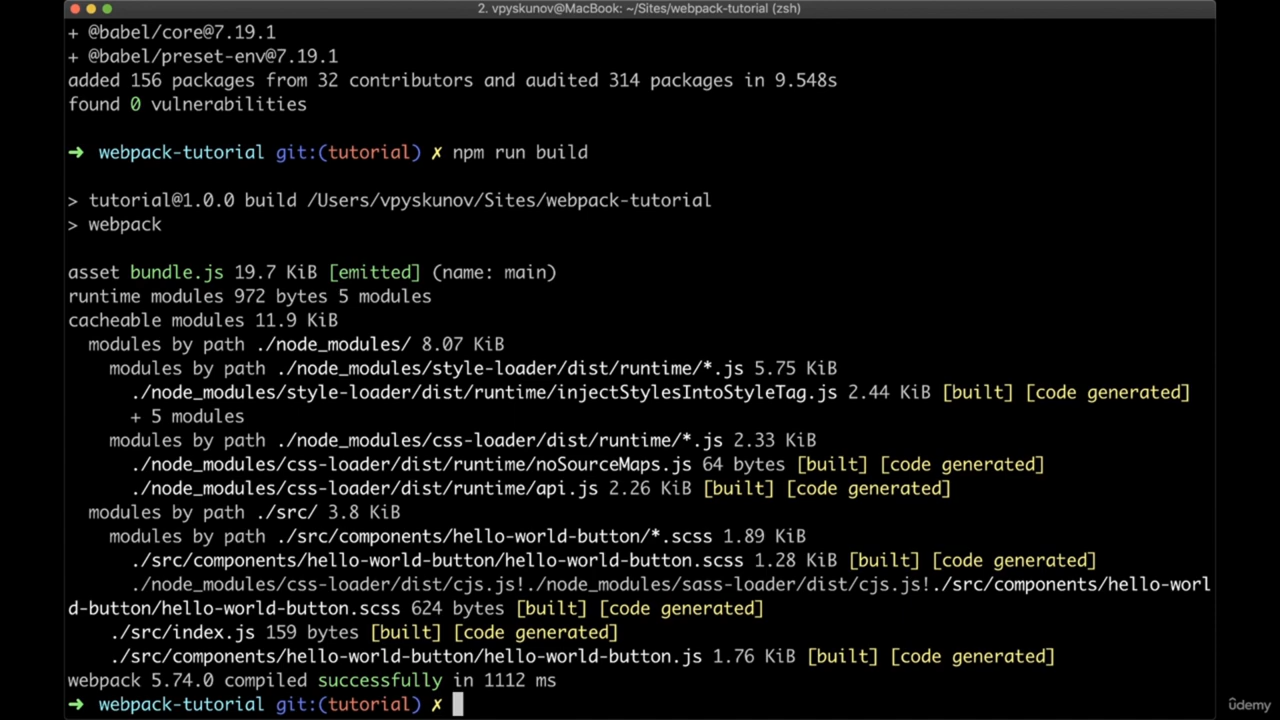 2. vpyskunov@MacBook: ~/Sites/webpack-tutorial (zsh)
+ @babel/core@7.19.1
+ @babel/preset-env@7.19.1
added 156 packages from 32 contributors and audited 314 packages in 9.548s
found 0 vulnerabilities
➜ webpack-tutorial git:(tutorial) ✗ npm run build
> tutorial@1.0.0 build /Users/vpyskunov/Sites/webpack-tutorial
> webpack
asset bundle.js 19.7 KiB [emitted] (name: main)
runtime modules 972 bytes 5 modules
cacheable modules 11.9 KiB
modules by path ./node_modules/ 8.07 KiB
modules by path ./node_modules/style-loader/dist/runtime/*.js 5.75 KiB
./node_modules/style-loader/dist/runtime/injectStylesIntoStyleTag.js 2.44 KiB [built] [code generated]
+ 5 modules
modules by path ./node_modules/css-loader/dist/runtime/*.js 2.33 KiB
./node_modules/css-loader/dist/runtime/noSourceMaps.js 64 bytes [built] [code generated]
./node_modules/css-loader/dist/runtime/api.js 2.26 KiB [built] [code generated]
modules by path ./src/ 3.8 KiB
modules by path ./src/components/hello-world-button/*.scss 1.89 KiB
./src/components/hello-world-button/hello-world-button.scss 1.28 KiB [built] [code generated]
./node_modules/css-loader/dist/cjs.js!./node_modules/sass-loader/dist/cjs.js!./src/components/hello-worl
d-button/hello-world-button.scss 624 bytes [built] [code generated]
./src/index.js 159 bytes [built] [code generated]
./src/components/hello-world-button/hello-world-button.js 1.76 KiB [built] [code generated]
webpack 5.74.0 compiled successfully in 1112 ms
➜ webpack-tutorial git:(tutorial) ✗
ûdemy